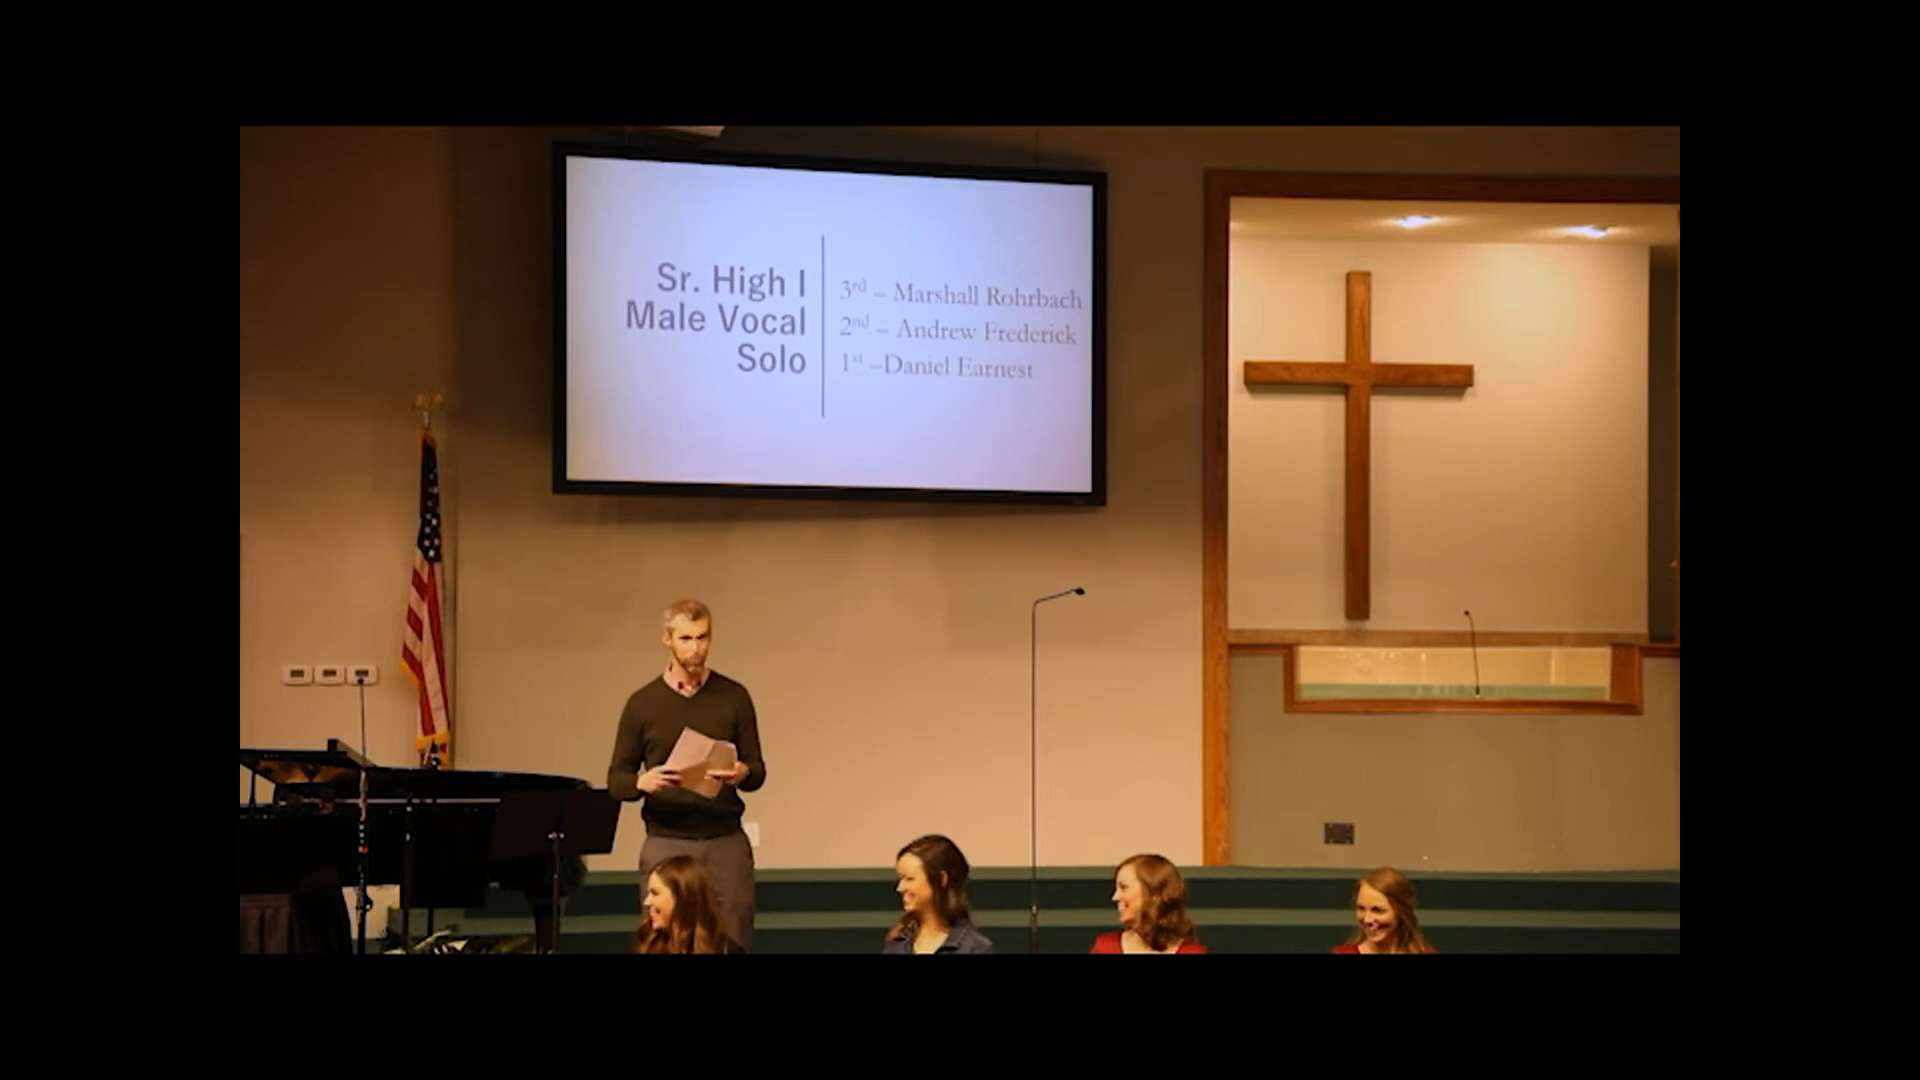 Sr. High I
Male Vocal
Solo
3rd – Marshall Rohrbach
2nd – Andrew Frederick
1st –Daniel Earnest